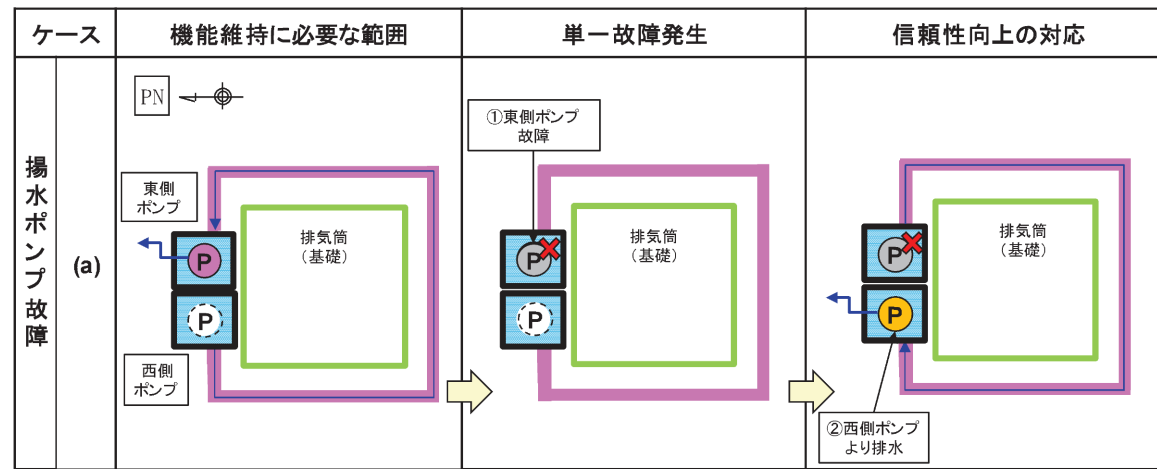 ケース
機能維持に必要な範囲
単一故障発生
信頼性向上の対応
揚水ポンプ故障
(a)
PN
東側
ポンプ
P
P
西側
ポンプ
排気筒
(基礎)
①東側ポンプ
故障
P
P
排気筒
(基礎)
P
P
排気筒
(基礎)
②西側ポンプ
より排水